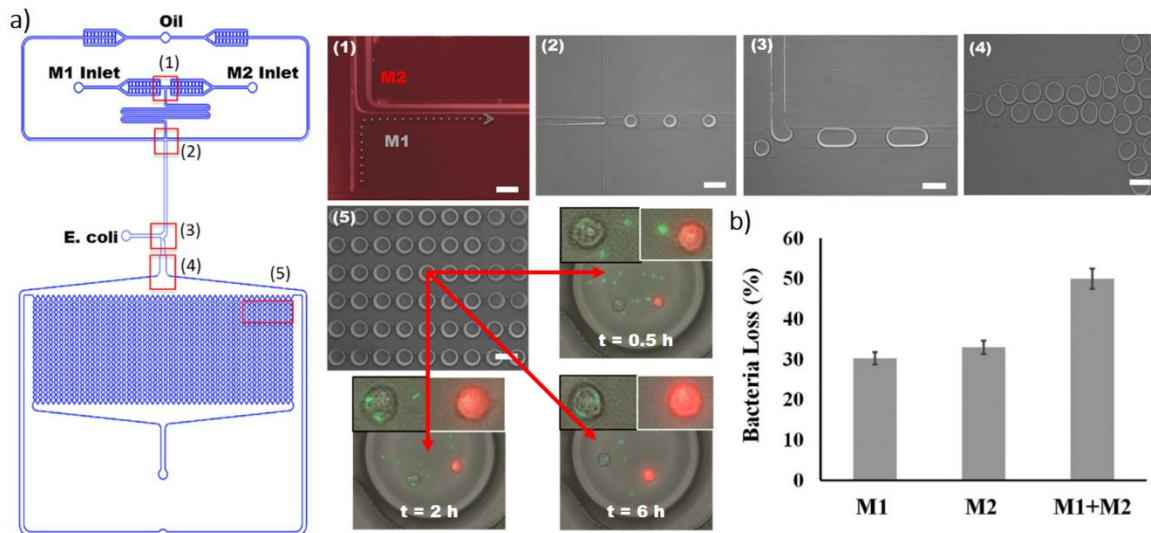 a)
Oil
M1 Inlet
(1)
M2 Inlet
(2)
E. coli
(3)
(4)
(5)
(1)
M2
M1
(2)
(3)
(4)
(5)
t = 0.5 h
t = 2 h
t = 6 h
b)
Bacteria Loss (%)
60
50
40
30
20
10
0
M1
M2
M1+M2